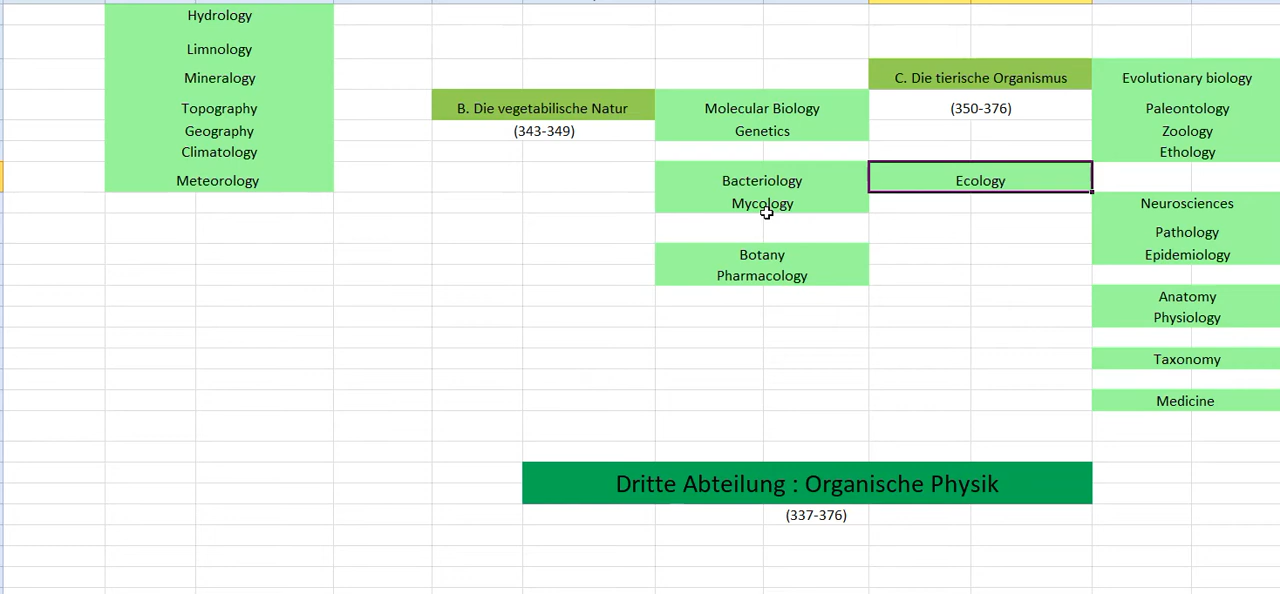 Hydrology
Limnology
Mineralogy
Topography
Geography
Climatology
Meteorology
B. Die vegetabilische Natur
(343-349)
Molecular Biology
Genetics
Bacteriology
Mycology
Botany
Pharmacology
C. Die tierische Organismus
(350-376)
Ecology
Evolutionary biology
Paleontology
Zoology
Ethology
Neurosciences
Pathology
Epidemiology
Anatomy
Physiology
Taxonomy
Medicine
Dritte Abteilung : Organische Physik
(337-376)